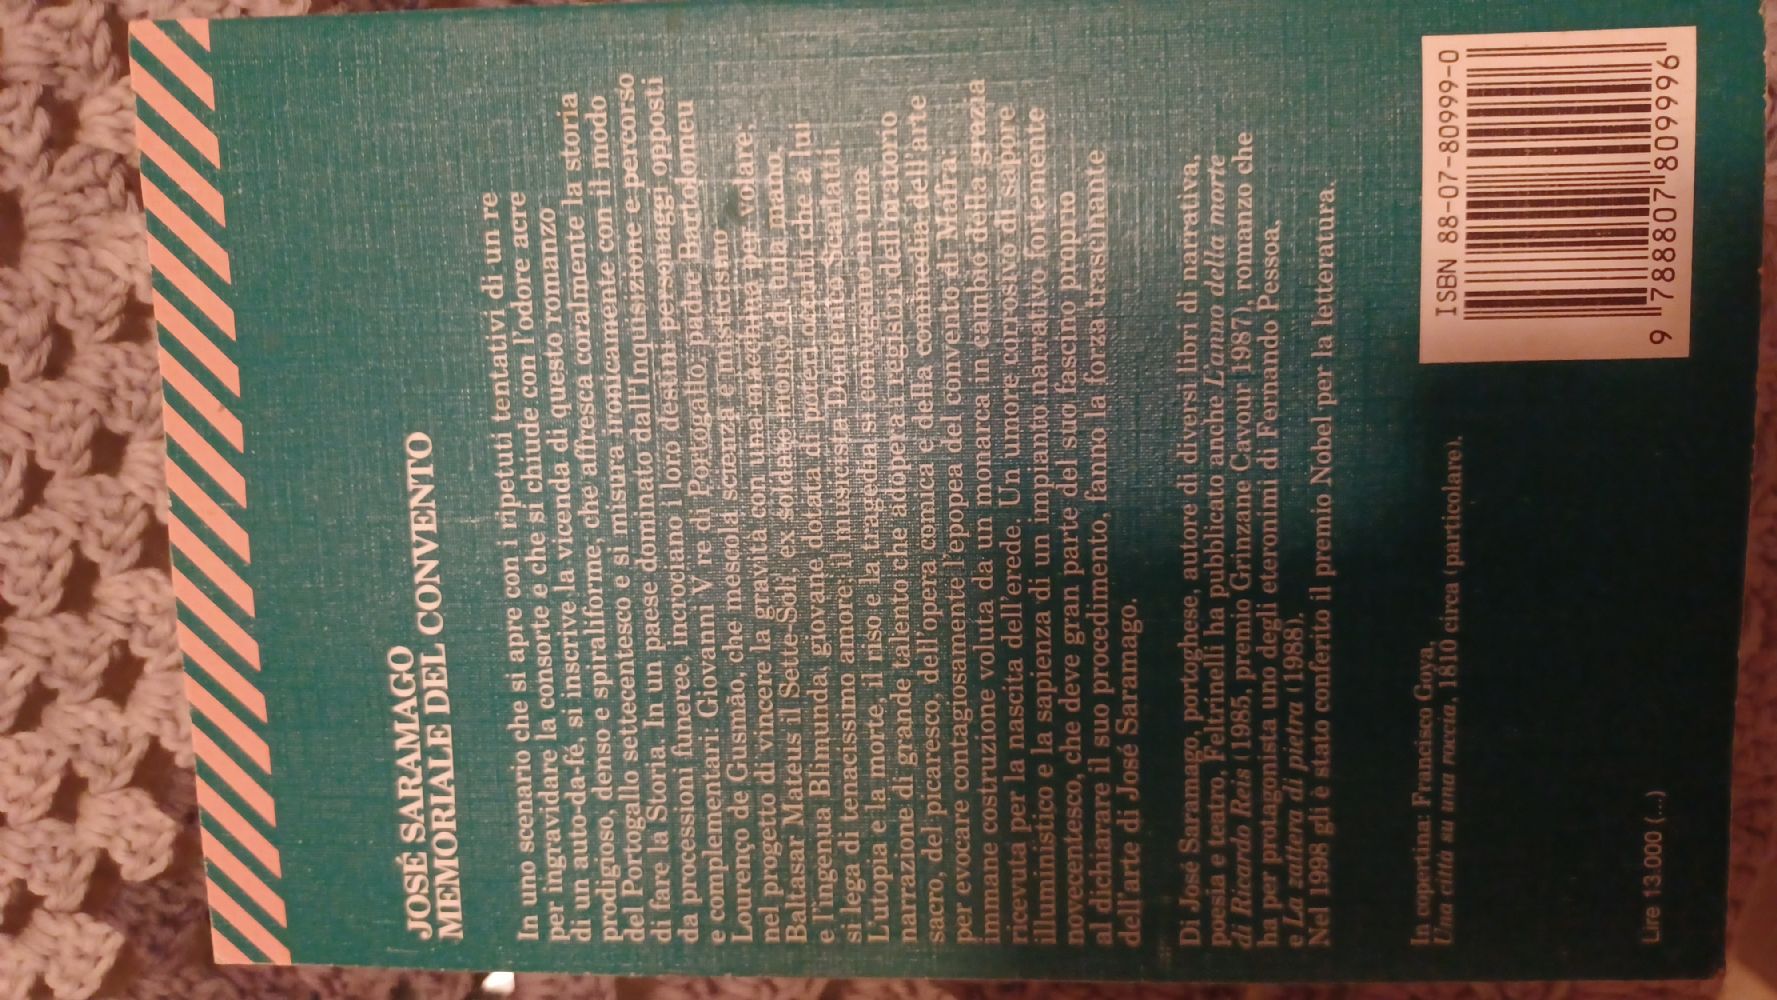 JOSÉ SARAMAGO
MEMORIALE DEL CONVENTO
In uno scenario che si apre con i ripetuti tentativi di un re
per ingravidare la consorte e che si chiude con l'odore acre
di un auto-da-fé, si inscrive la vicenda di questo romanzo
prodigioso, denso e spiraliforme, che affresca coralmente la storia
del Portogallo settecentesco e si misura ironicamente con il modo
di fare la Storia. In un paese dominato dall'Inquisizione e percorso
da processioni funeree, incrociano i loro destini personaggi opposti
e complementari: Giovanni V re di Portogallo; padre Bartolomeu
Lourenço de Gusmão, che mescola scienza e misticismo
nel progetto di vincere la gravità con una macchina per volare;
Baltasar Mateus il Sette-Soli, ex soldato monco di una mano,
e l'ingenua Blimunda, giovane dotata di poteri occulti che a lui
si lega di tenacissimo amore; il musicista Domenico Scarlatti.
L'utopia e la morte, il riso e la tragedia si coniugano in una
narrazione di grande talento che adopera i registri dell'oratorio
sacro, del picaresco, dell'opera comica e della commedia dell'arte
per evocare contagiosamente l'epopea del convento di Mafra:
immane costruzione voluta da un monarca in cambio della grazia
ricevuta per la nascita dell'erede. Un umore corrosivo di sapore
illuministico e la sapienza di un impianto narrativo fortemente
novecentesco, che deve gran parte del suo fascino proprio
al dichiarare il suo procedimento, fanno la forza trascinante
dell'arte di José Saramago.
Di José Saramago, portoghese, autore di diversi libri di narrativa,
poesia e teatro, Feltrinelli ha pubblicato anche L'anno della morte
di Ricardo Reis (1985, premio Grinzane Cavour 1987), romanzo che
ha per protagonista uno degli eteronimi di Fernando Pessoa,
e La zattera di pietra (1988).
Nel 1998 gli è stato conferito il premio Nobel per la letteratura.
In copertina: Francisco Goya,
Una città su una roccia, 1810 circa (particolare).
Lire 13.000 (...)
ISBN 88-07-80999-0
9 788807 809996